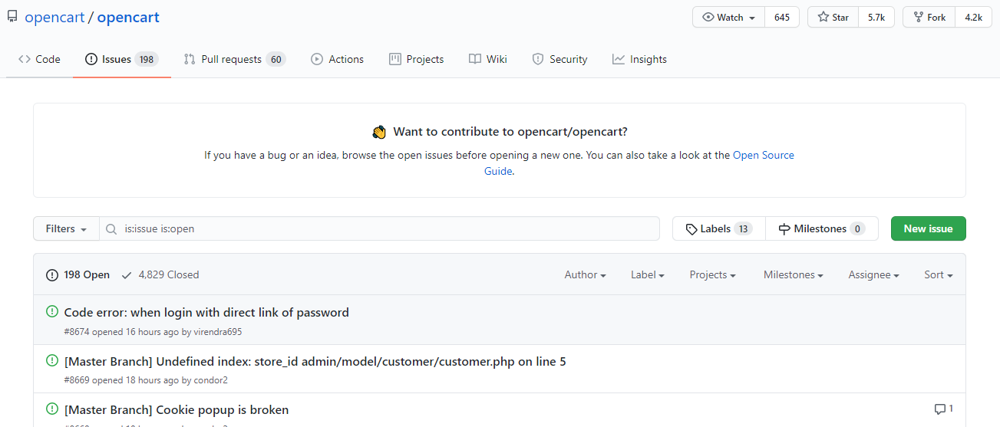 opencart / opencart
Watch 645 Star 5.7k Fork 4.2k
Code Issues 198 Pull requests 60 Actions Projects Wiki Security Insights
Want to contribute to opencart/opencart?
If you have a bug or an idea, browse the open issues before opening a new one. You can also take a look at the Open Source
Guide.
Filters is:issue is:open Labels 13 Milestones 0 New issue
198 Open 4,829 Closed Author Label Projects Milestones Assignee Sort
Code error: when login with direct link of password
#8674 opened 16 hours ago by virendra695
[Master Branch] Undefined index: store_id admin/model/customer/customer.php on line 5
#8669 opened 18 hours ago by condor2
[Master Branch] Cookie popup is broken 1